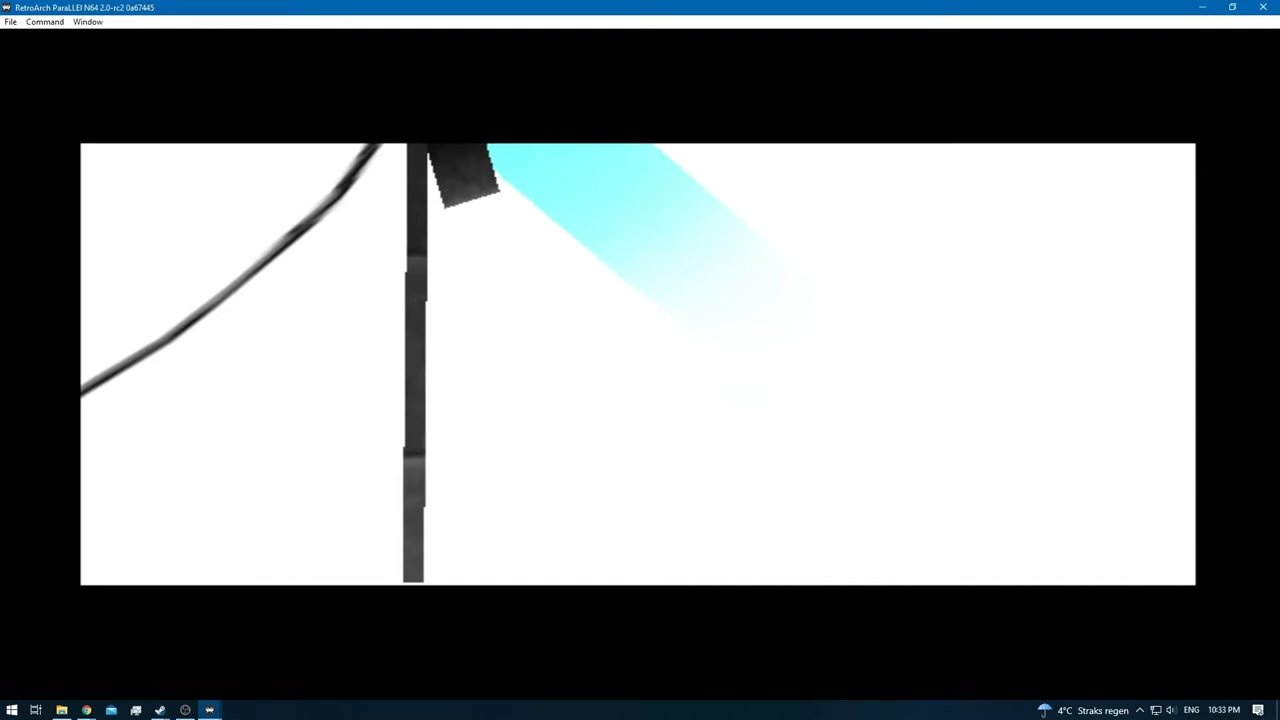 RetroArch ParaLLEl N64 2.0-rc2 0a67445
File Command Window
4°C Straks regen ENG 10:33 PM